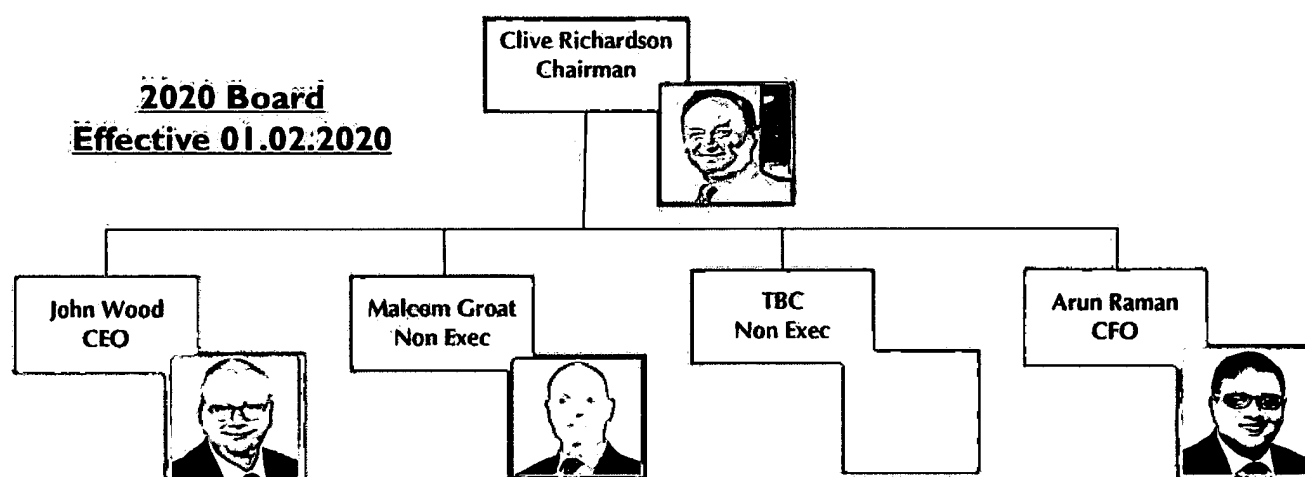 Clive Richardson
Chairman
2020 Board
Effective 01.02.2020
John Wood
CEO
Malcom Groat
Non Exec
TBC
Non Exec
Arun Raman
CFO